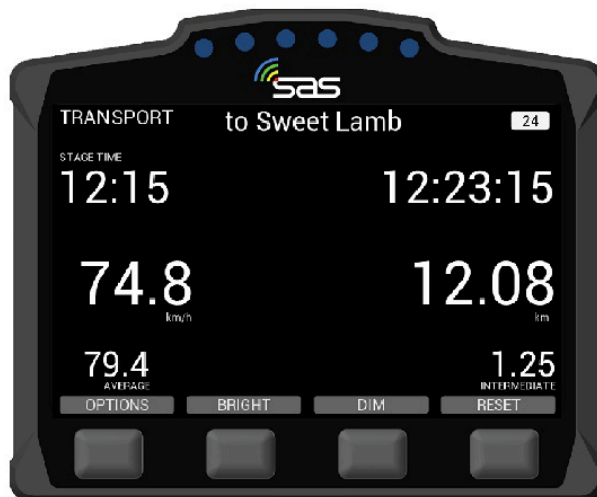 sas
TRANSPORT to Sweet Lamb 24
STAGE TIME
12:15 12:23:15
74.8 12.08
km/h km
79.4 1.25
AVERAGE INTERMEDIATE
OPTIONS BRIGHT DIM RESET